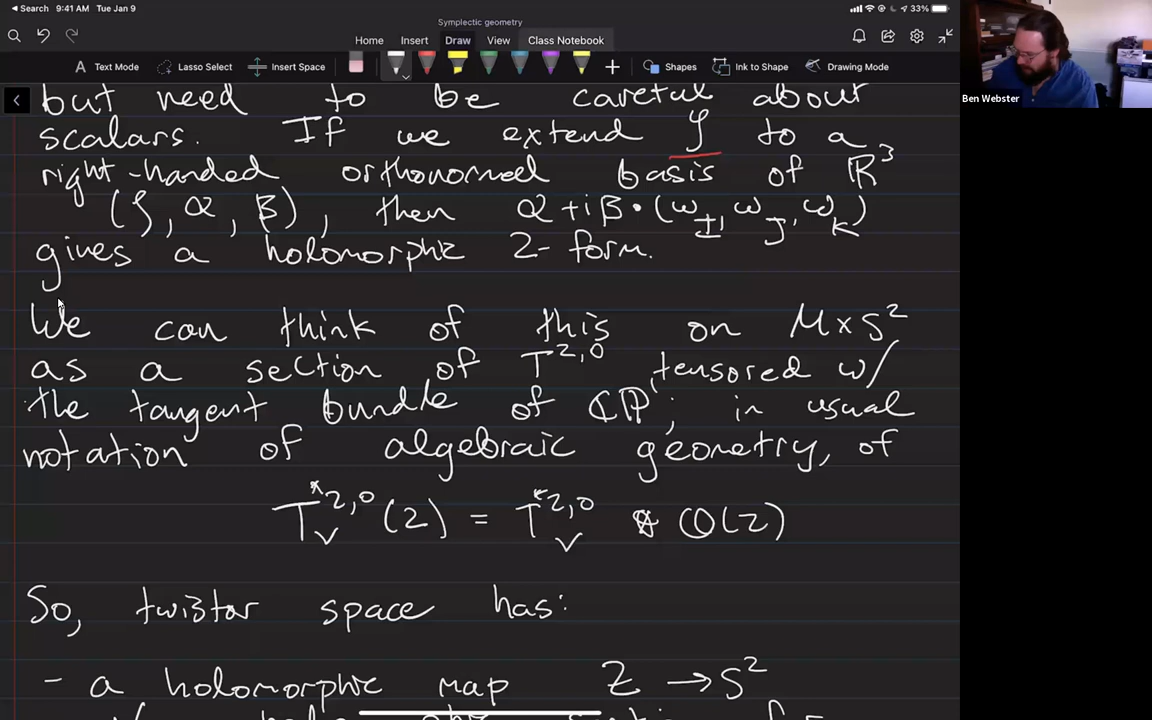 Search 9:41 AM Tue Jan 9
Symplectic geometry
33%
Home Insert Draw View Class Notebook
Text Mode Lasso Select Insert Space Shapes Ink to Shape Drawing Mode
but need to be careful about
scalars. If we extend ζ to a
right-handed orthonormal basis of ℝ³
(ζ, α, β), then α+iβ·(ω_I, ω_J, ω_K)
gives a holomorphic 2-form.
We can think of this on M×S²
as a section of T^{2,0}, tensored w/
the tangent bundle of ℂℙ¹; in usual
notation of algebraic geometry, of
T_V^{*2,0}(2) = T_V^{*2,0} ⊗ O(2)
So, twistor space has:
- a holomorphic map Z → S²
Ben Webster